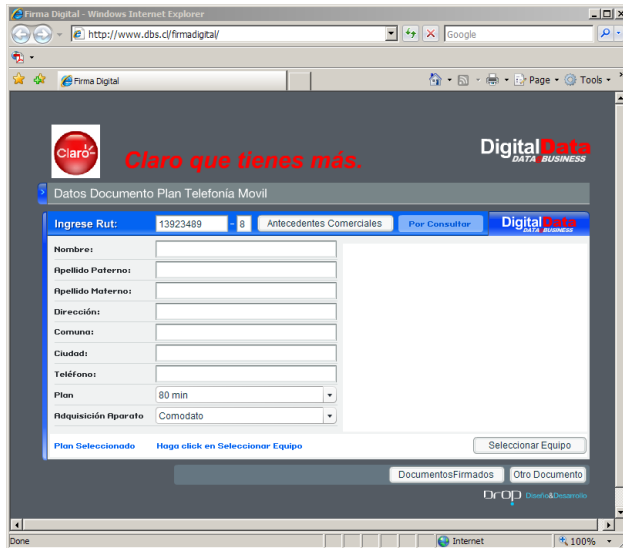 Firma Digital - Windows Internet Explorer
http://www.dbs.cl/firmadigital/
Google
Firma Digital
Page
Tools
Claro
Claro que tienes más.
DigitalData
DATA BUSINESS
Datos Documento Plan Telefonía Movil
Ingrese Rut: 13923489 - 8 Antecedentes Comerciales Por Consultar DigitalData
DATA BUSINESS
Nombre:
Apellido Paterno:
Apellido Materno:
Dirección:
Comuna:
Ciudad:
Teléfono:
Plan 80 min
Adquisición Aparato Comodato
Plan Seleccionado Haga click en Seleccionar Equipo Seleccionar Equipo
DocumentosFirmados Otro Documento
Drop Diseño&Desarrollo
Done Internet 100%